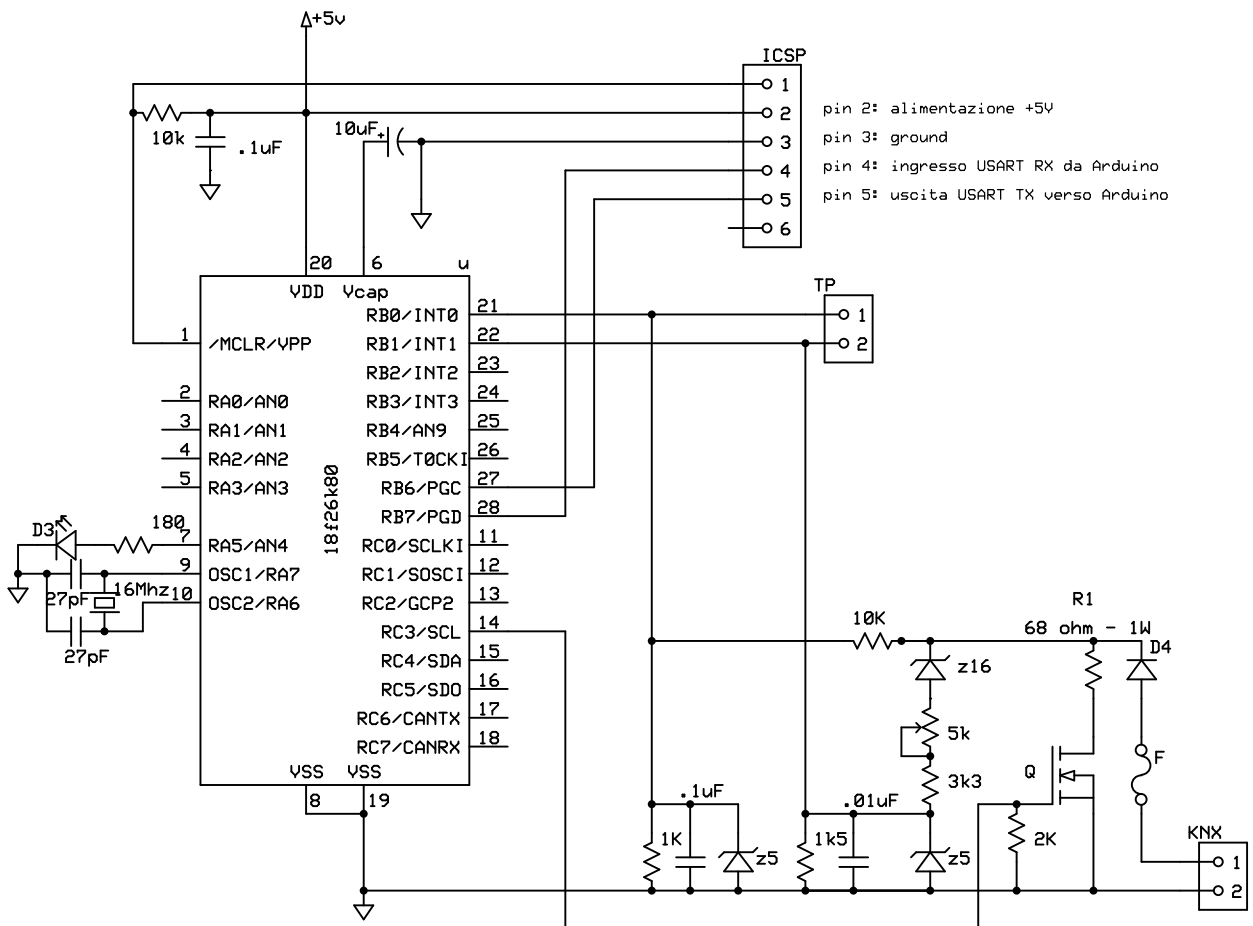 +5v
ICSP
1
2
3
4
5
6
pin 2: alimentazione +5V
pin 3: ground
pin 4: ingresso USART RX da Arduino
pin 5: uscita USART TX verso Arduino
10k
.1uF
10uF
+
20
6
u
VDD
Vcap
TP
1
2
1
/MCLR/VPP
2
RA0/AN0
3
RA1/AN1
4
RA2/AN2
5
RA3/AN3
7
RA5/AN4
9
OSC1/RA7
10
OSC2/RA6
18f26k80
RB0/INT0
21
RB1/INT1
22
RB2/INT2
23
RB3/INT3
24
RB4/AN9
25
RB5/T0CKI
26
RB6/PGC
27
RB7/PGD
28
RC0/SCLKI
11
RC1/SOSCI
12
RC2/GCP2
13
RC3/SCL
14
RC4/SDA
15
RC5/SDO
16
RC6/CANTX
17
RC7/CANRX
18
VSS
VSS
8
19
D3
180
27pF
16Mhz
27pF
10K
R1
68 ohm - 1W
D4
z16
5k
3k3
Q
F
.1uF
.01uF
1K
z5
1k5
z5
2K
KNX
1
2